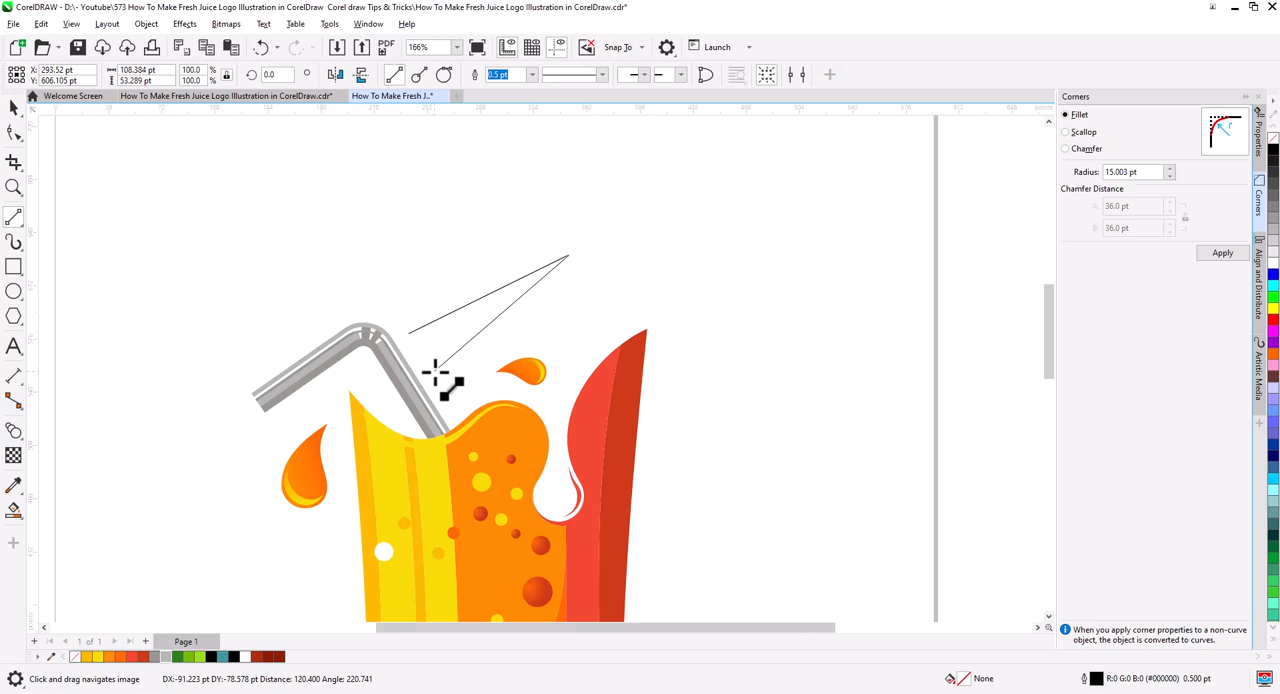 CorelDRAW D:\- Youtube\573 How To Make Fresh Juice Logo Illustration in CorelDraw Corel draw Tips & Tricks\How To Make Fresh Juice Logo Illustration in CorelDraw.cdr*
File Edit View Layout Object Effects Bitmaps Text Table Tools Window Help
PDF 166% Snap To Launch
X: 293.52 pt 108.384 pt 100.0 % 0.0 ° 0.5 pt
Y: 606.105 pt 53.289 pt 100.0 %
Welcome Screen How To Make Fresh Juice Logo Illustration in CorelDraw.cdr* How To Make Fresh J...*
Corners
Fillet
Scallop
Chamfer
Radius: 15.003 pt
Chamfer Distance
A: 36.0 pt
B: 36.0 pt
Apply
Properties
Corners
Align and Distribute
Artistic Media
When you apply corner properties to a non-curve
object, the object is converted to curves.
1 of 1 Page 1
Click and drag navigates image DX:-91.223 pt DY:-78.578 pt Distance: 120.400 Angle: 220.741 None R:0 G:0 B:0 (#000000) 0.500 pt